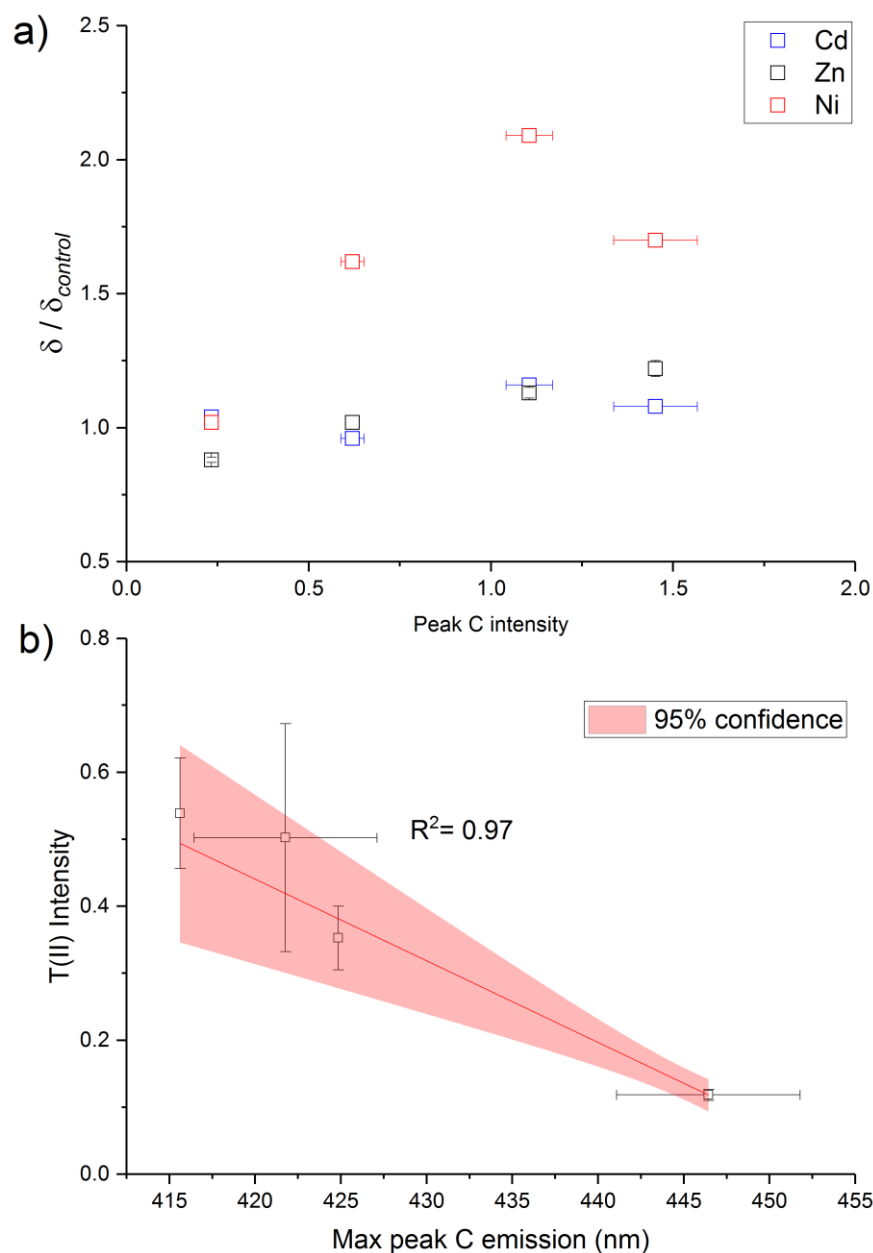 a)
2.5
2.0
1.5
1.0
0.5
δ / δcontrol
Cd
Zn
Ni
0.0 0.5 1.0 1.5 2.0
Peak C intensity
b)
0.8
0.6
0.4
0.2
0.0
T(II) Intensity
95% confidence
R²= 0.97
415 420 425 430 435 440 445 450 455
Max peak C emission (nm)